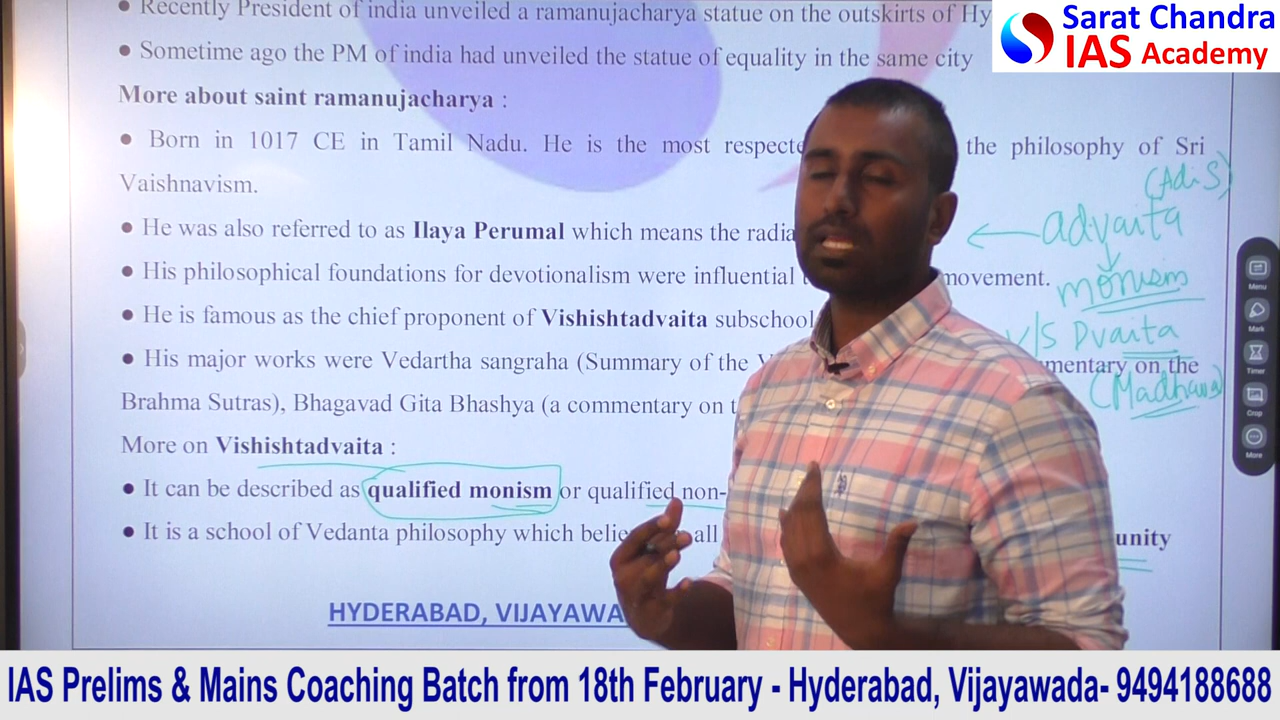 Recently President of india unveiled a ramanujacharya statue on the outskirts of Hy
Sarat Chandra
IAS Academy
Sometime ago the PM of india had unveiled the statue of equality in the same city
More about saint ramanujacharya :
Born in 1017 CE in Tamil Nadu. He is the most respecte the philosophy of Sri
Vaishnavism.
(Adi S)
He was also referred to as Ilaya Perumal which means the radia
advaita
His philosophical foundations for devotionalism were influential movement.
monism
He is famous as the chief proponent of Vishishtadvaita subschool
v/s Dvaita
His major works were Vedartha sangraha (Summary of the V mentary on the
Brahma Sutras), Bhagavad Gita Bhashya (a commentary on t
More on Vishishtadvaita :
It can be described as qualified monism or qualified non-
It is a school of Vedanta philosophy which belie all unity
HYDERABAD, VIJAYAWA
Menu
Marker
Timer
Crop
More
IAS Prelims & Mains Coaching Batch from 18th February - Hyderabad, Vijayawada- 9494188688